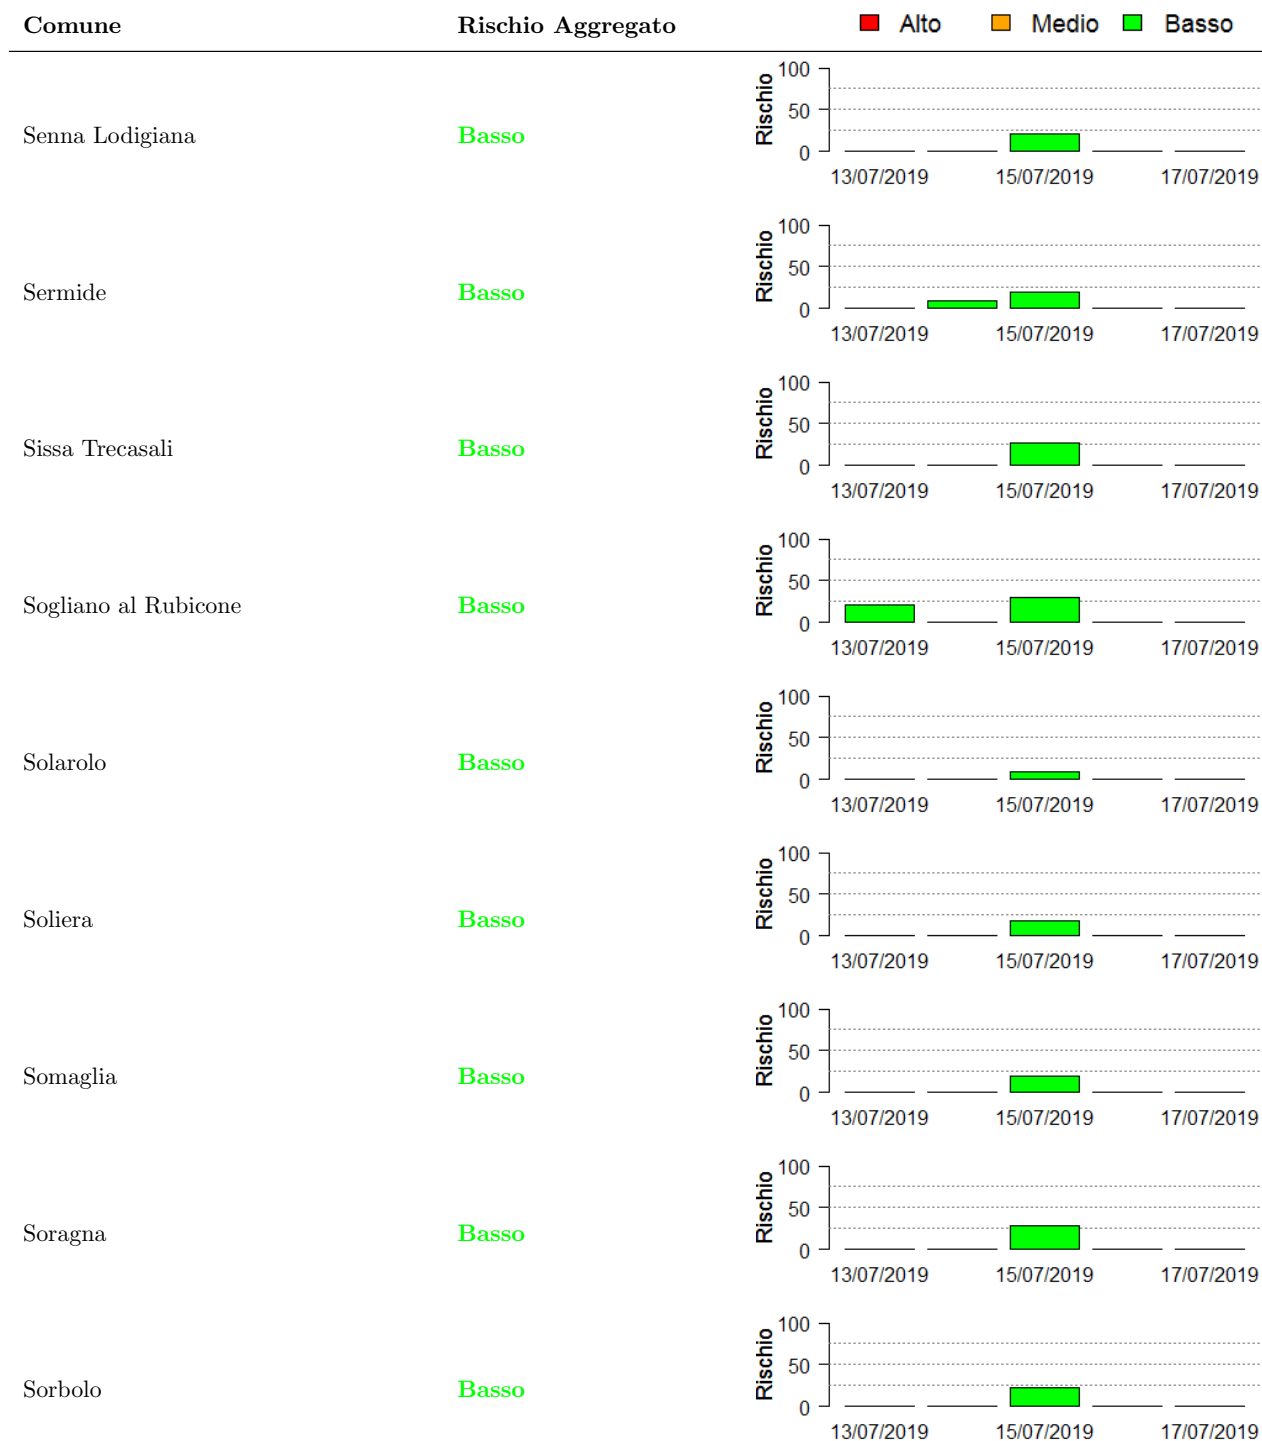 Comune Rischio Aggregato Alto Medio Basso
Senna Lodigiana Basso Rischio 100 50 0
13/07/2019 15/07/2019 17/07/2019
Sermide Basso Rischio 100 50 0
13/07/2019 15/07/2019 17/07/2019
Sissa Trecasali Basso Rischio 100 50 0
13/07/2019 15/07/2019 17/07/2019
Sogliano al Rubicone Basso Rischio 100 50 0
13/07/2019 15/07/2019 17/07/2019
Solarolo Basso Rischio 100 50 0
13/07/2019 15/07/2019 17/07/2019
Soliera Basso Rischio 100 50 0
13/07/2019 15/07/2019 17/07/2019
Somaglia Basso Rischio 100 50 0
13/07/2019 15/07/2019 17/07/2019
Soragna Basso Rischio 100 50 0
13/07/2019 15/07/2019 17/07/2019
Sorbolo Basso Rischio 100 50 0
13/07/2019 15/07/2019 17/07/2019